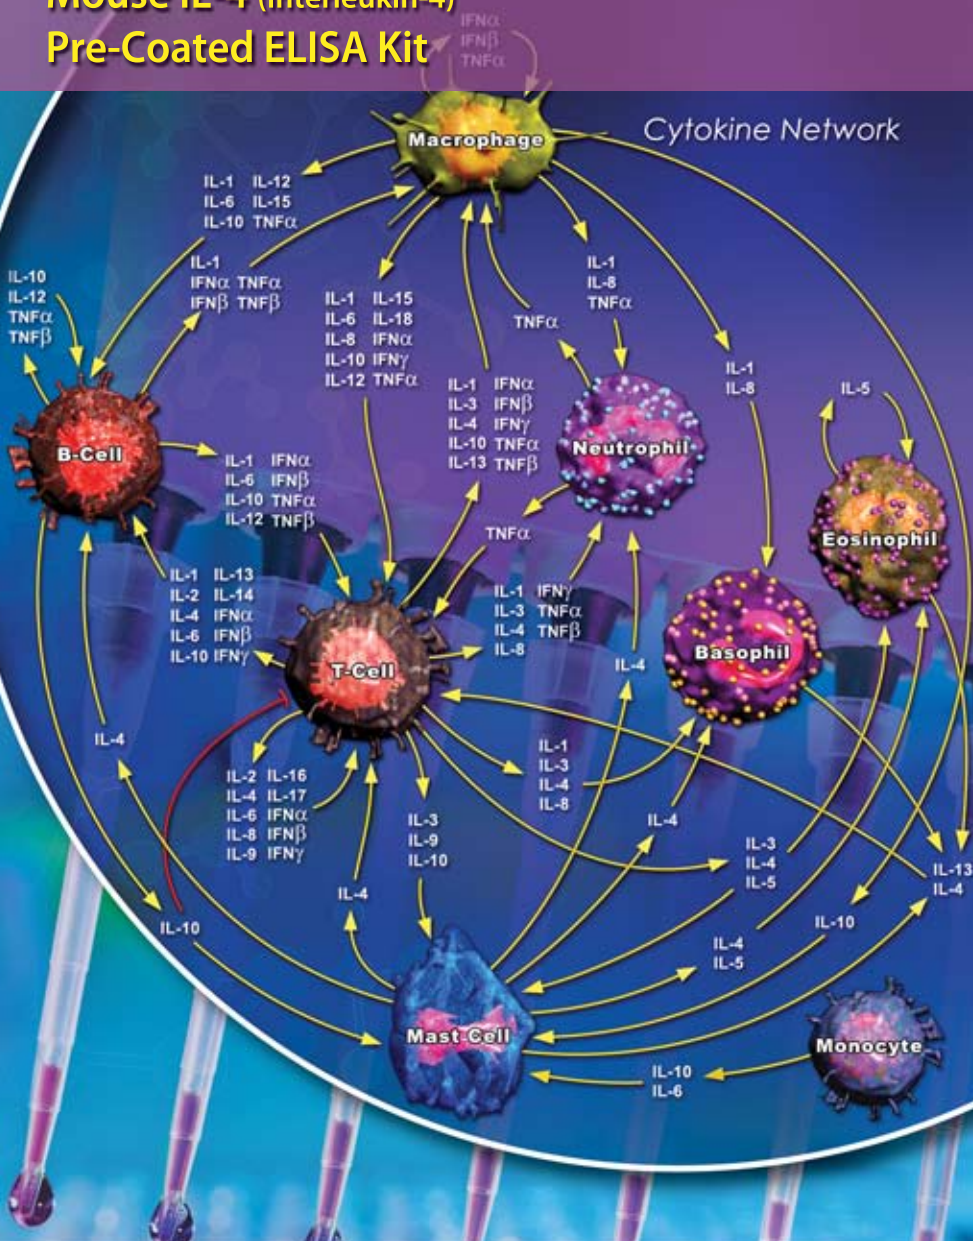 Mouse IL-4 (Interleukin-4)
Pre-Coated ELISA Kit
IFNα
IFNβ
TNFα
Macrophage
Cytokine Network
IL-1 IL-12
IL-6 IL-15
IL-10 TNFα
IL-1
IFNα TNFα
IFNβ TNFβ
IL-10
IL-12
TNFα
TNFβ
IL-1 IL-15
IL-6 IL-18
IL-8 IFNα
IL-10 IFNγ
IL-12 TNFα
IL-1
IL-8
TNFα
TNFα
IL-1 IFNα
IL-3 IFNβ
IL-4 IFNγ
IL-10 TNFα
IL-13 TNFβ
IL-1
IL-8
IL-5
B-Cell
Neutrophil
Eosinophil
IL-1 IFNα
IL-6 IFNβ
IL-10 TNFα
IL-12 TNFβ
TNFα
IL-1 IL-13
IL-2 IL-14
IL-4 IFNα
IL-6 IFNβ
IL-10 IFNγ
IL-1 IFNγ
IL-3 TNFα
IL-4 TNFβ
IL-8
T-Cell
IL-4
Basophil
IL-4
IL-2 IL-16
IL-4 IL-17
IL-6 IFNα
IL-8 IFNβ
IL-9 IFNγ
IL-1
IL-3
IL-4
IL-8
IL-3
IL-9
IL-10
IL-4
IL-3
IL-4
IL-5
IL-13
IL-4
IL-4
IL-10
IL-10
IL-4
IL-5
Mast Cell
Monocyte
IL-10
IL-6